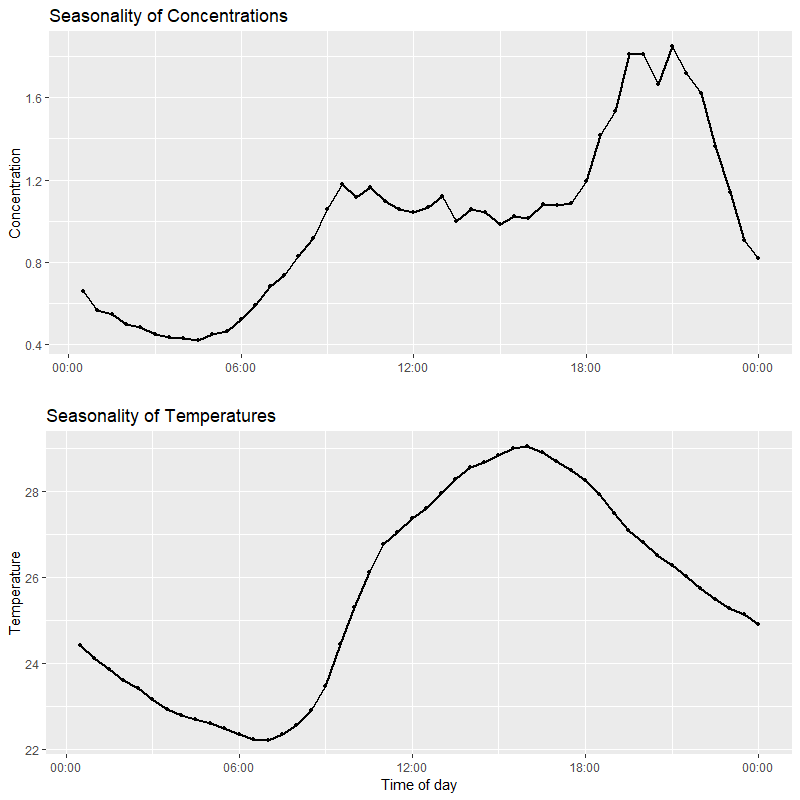 Seasonality of Concentrations
Concentration
1.6
1.2
0.8
0.4
00:00 06:00 12:00 18:00 00:00
Seasonality of Temperatures
Temperature
28
26
24
22
00:00 06:00 12:00 18:00 00:00
Time of day